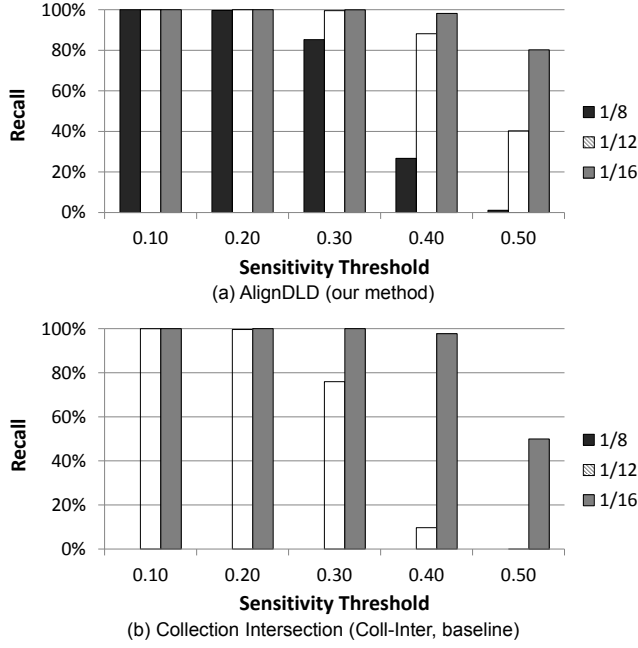 100%
80%
60%
40%
20%
0%
Recall
0.10 0.20 0.30 0.40 0.50
Sensitivity Threshold
1/8
1/12
1/16
(a) AlignDLD (our method)
100%
80%
60%
40%
20%
0%
Recall
0.10 0.20 0.30 0.40 0.50
Sensitivity Threshold
1/8
1/12
1/16
(b) Collection Intersection (Coll-Inter, baseline)